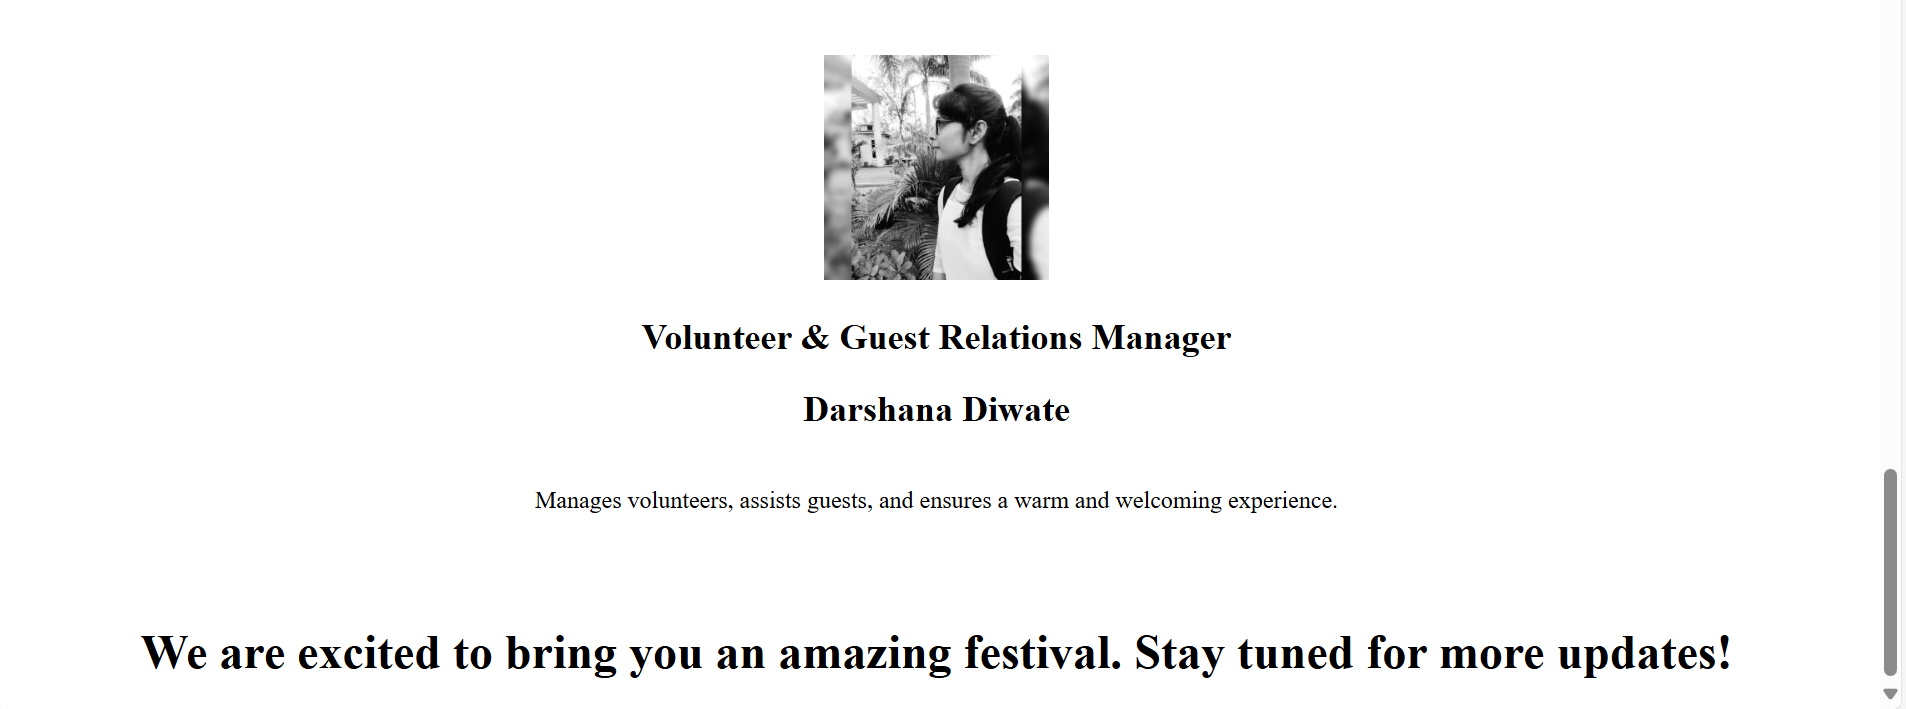 Volunteer & Guest Relations Manager
Darshana Diwate
Manages volunteers, assists guests, and ensures a warm and welcoming experience.
We are excited to bring you an amazing festival. Stay tuned for more updates!